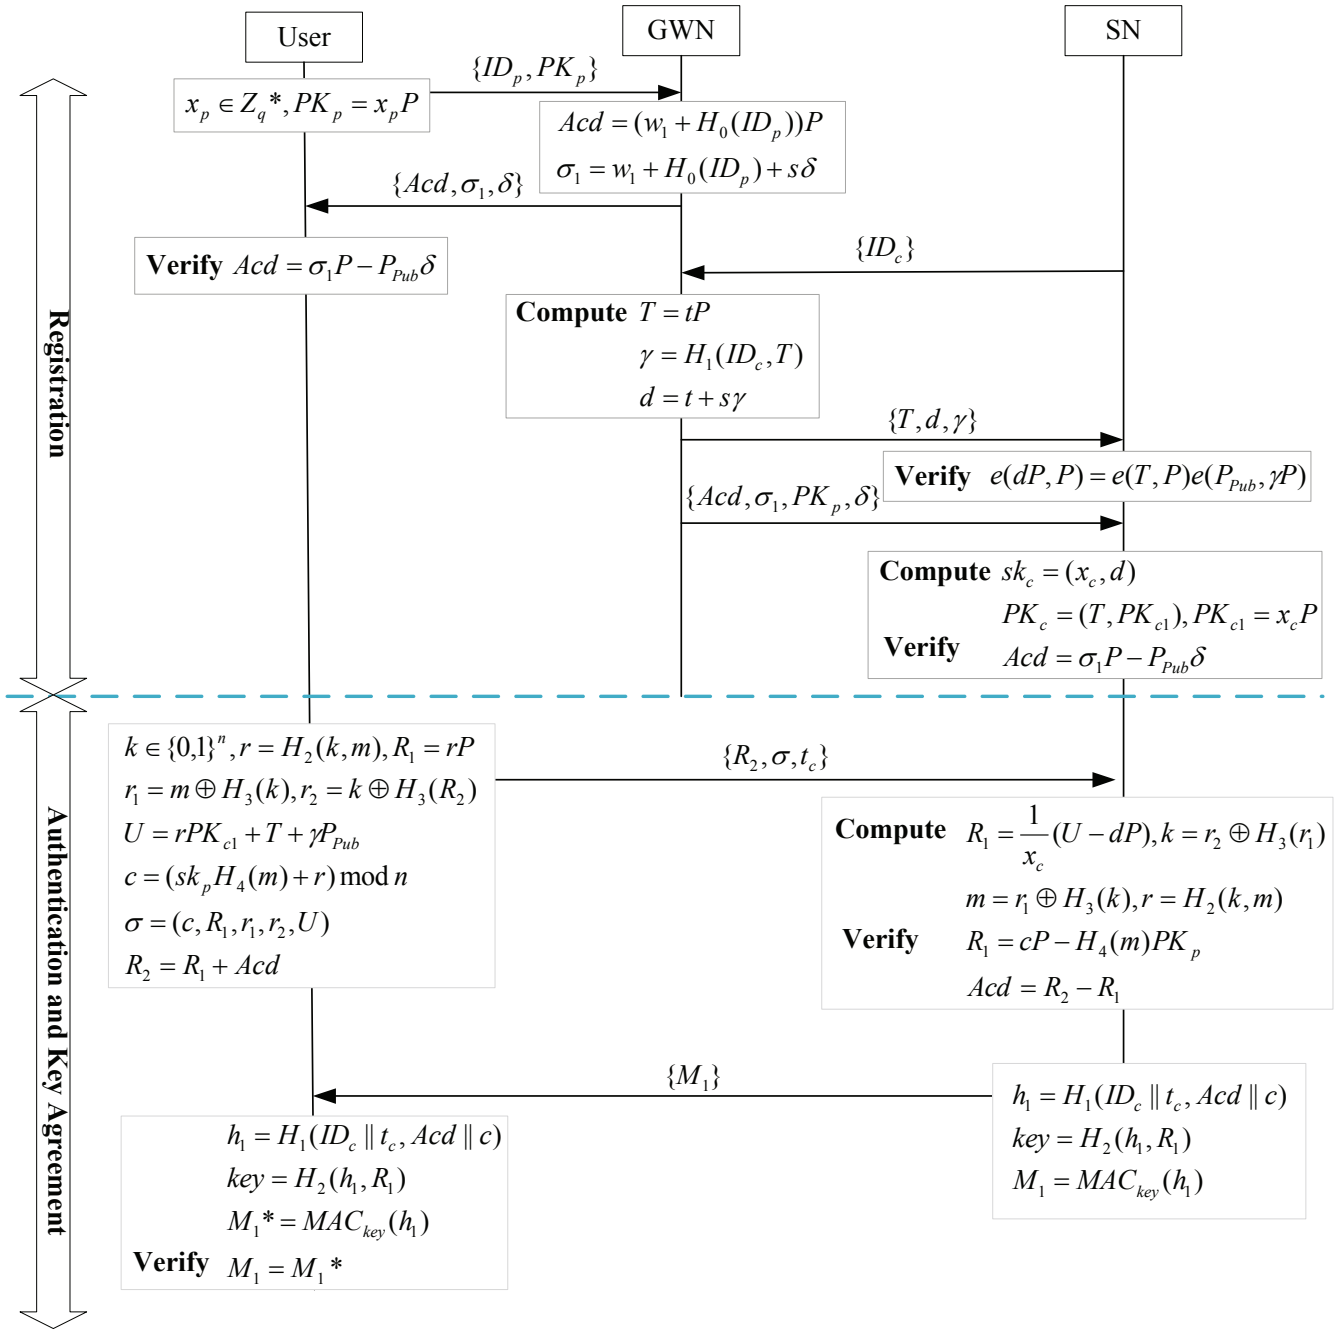 User
GWN
SN
{ID_p, PK_p}
x_p ∈ Z_q*, PK_p = x_p P
Acd = (w_1 + H_0(ID_p))P
σ_1 = w_1 + H_0(ID_p) + sδ
{Acd, σ_1, δ}
Verify Acd = σ_1 P − P_Pub δ
{ID_c}
Compute T = tP
γ = H_1(ID_c, T)
d = t + sγ
{T, d, γ}
Verify e(dP, P) = e(T, P)e(P_Pub, γP)
{Acd, σ_1, PK_p, δ}
Compute sk_c = (x_c, d)
PK_c = (T, PK_c1), PK_c1 = x_c P
Verify Acd = σ_1 P − P_Pub δ
Registration
k ∈ {0,1}^n, r = H_2(k, m), R_1 = rP
r_1 = m ⊕ H_3(k), r_2 = k ⊕ H_3(R_2)
U = rPK_c1 + T + γP_Pub
c = (sk_p H_4(m) + r) mod n
σ = (c, R_1, r_1, r_2, U)
R_2 = R_1 + Acd
{R_2, σ, t_c}
Compute R_1 = 1/x_c (U − dP), k = r_2 ⊕ H_3(r_1)
m = r_1 ⊕ H_3(k), r = H_2(k, m)
Verify R_1 = cP − H_4(m)PK_p
Acd = R_2 − R_1
{M_1}
h_1 = H_1(ID_c || t_c, Acd || c)
key = H_2(h_1, R_1)
M_1 = MAC_key(h_1)
h_1 = H_1(ID_c || t_c, Acd || c)
key = H_2(h_1, R_1)
M_1* = MAC_key(h_1)
Verify M_1 = M_1*
Authentication and Key Agreement